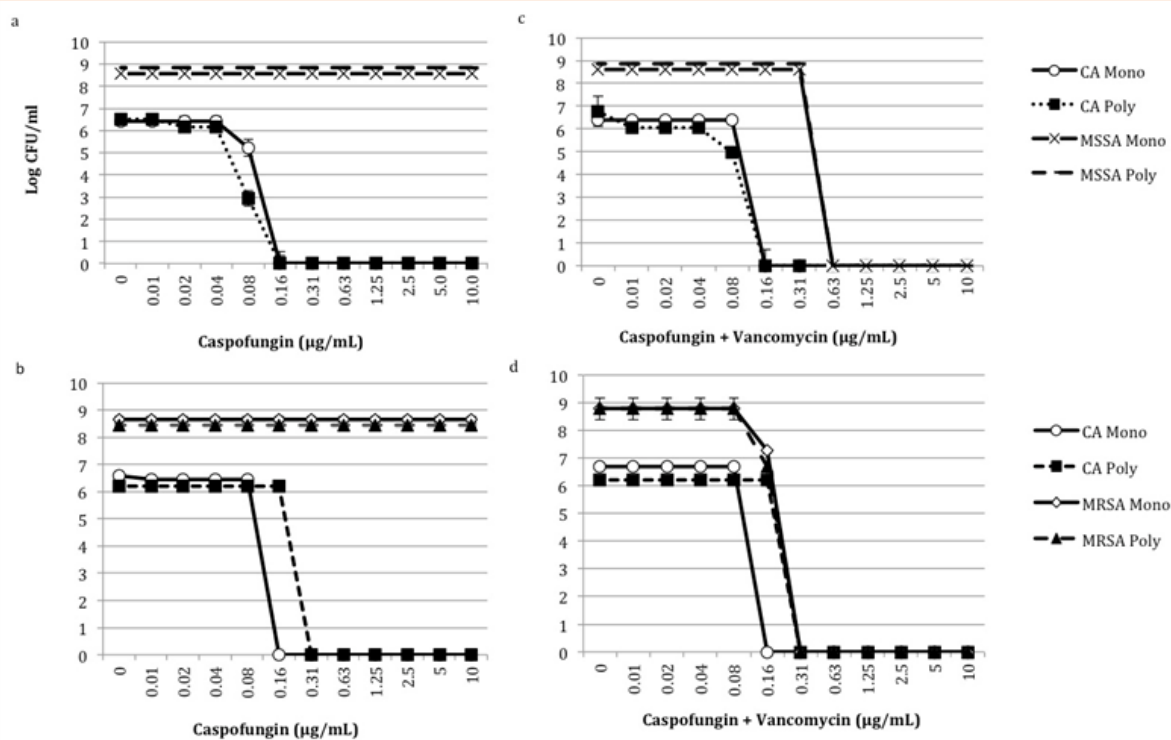 a
10
9
8
7
6
5
4
3
2
1
0
Log CFU/ml
0 0.01 0.02 0.04 0.08 0.16 0.31 0.63 1.25 2.5 5.0 10.0
Caspofungin (µg/mL)
c
10
9
8
7
6
5
4
3
2
1
0
0 0.01 0.02 0.04 0.08 0.16 0.31 0.63 1.25 2.5 5 10
Caspofungin + Vancomycin (µg/mL)
CA Mono
CA Poly
MSSA Mono
MSSA Poly
b
10
9
8
7
6
5
4
3
2
1
0
0 0.01 0.02 0.04 0.08 0.16 0.31 0.63 1.25 2.5 5 10
Caspofungin (µg/mL)
d
10
9
8
7
6
5
4
3
2
1
0
0 0.01 0.02 0.04 0.08 0.16 0.31 0.63 1.25 2.5 5 10
Caspofungin + Vancomycin (µg/mL)
CA Mono
CA Poly
MRSA Mono
MRSA Poly